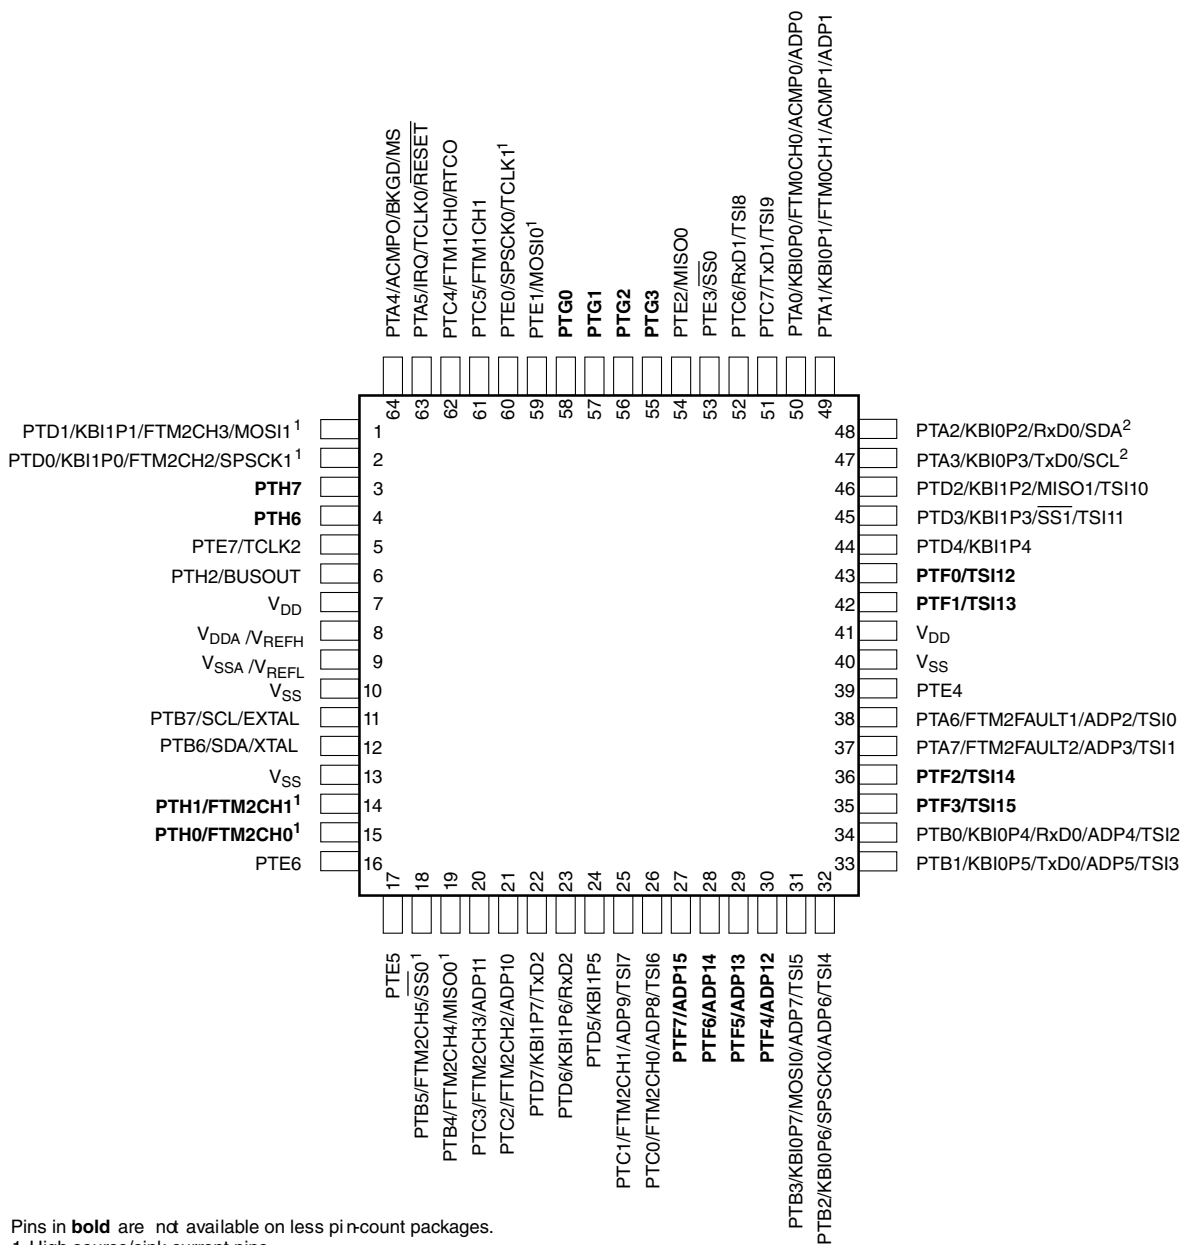 PTA4/ACMPO/BKGD/MS
PTA5/IRQ/TCLK0/RESET
PTC4/FTM1CH0/RTCO
PTC5/FTM1CH1
PTE0/SPSCK0/TCLK1¹
PTE1/MOSI0¹
PTG0
PTG1
PTG2
PTG3
PTE2/MISO0
PTE3/SS0
PTC6/RxD1/TSI8
PTC7/TxD1/TSI9
PTA0/KBI0P0/FTM0CH0/ACMP0/ADP0
PTA1/KBI0P1/FTM0CH1/ACMP1/ADP1
64 63 62 61 60 59 58 57 56 55 54 53 52 51 50 49
PTD1/KBI1P1/FTM2CH3/MOSI1¹ 1
PTD0/KBI1P0/FTM2CH2/SPSCK1¹ 2
PTH7 3
PTH6 4
PTE7/TCLK2 5
PTH2/BUSOUT 6
VDD 7
VDDA /VREFH 8
VSSA /VREFL 9
VSS 10
PTB7/SCL/EXTAL 11
PTB6/SDA/XTAL 12
VSS 13
PTH1/FTM2CH1¹ 14
PTH0/FTM2CH0¹ 15
PTE6 16
48 PTA2/KBI0P2/RxD0/SDA²
47 PTA3/KBI0P3/TxD0/SCL²
46 PTD2/KBI1P2/MISO1/TSI10
45 PTD3/KBI1P3/SS1/TSI11
44 PTD4/KBI1P4
43 PTF0/TSI12
42 PTF1/TSI13
41 VDD
40 VSS
39 PTE4
38 PTA6/FTM2FAULT1/ADP2/TSI0
37 PTA7/FTM2FAULT2/ADP3/TSI1
36 PTF2/TSI14
35 PTF3/TSI15
34 PTB0/KBI0P4/RxD0/ADP4/TSI2
33 PTB1/KBI0P5/TxD0/ADP5/TSI3
17 18 19 20 21 22 23 24 25 26 27 28 29 30 31 32
PTE5
PTB5/FTM2CH5/SS0¹
PTB4/FTM2CH4/MISO0¹
PTC3/FTM2CH3/ADP11
PTC2/FTM2CH2/ADP10
PTD7/KBI1P7/TxD2
PTD6/KBI1P6/RxD2
PTD5/KBI1P5
PTC1/FTM2CH1/ADP9/TSI7
PTC0/FTM2CH0/ADP8/TSI6
PTF7/ADP15
PTF6/ADP14
PTF5/ADP13
PTF4/ADP12
PTB3/KBI0P7/MOSI0/ADP7/TSI5
PTB2/KBI0P6/SPSCK0/ADP6/TSI4
Pins in bold are not available on less pin-count packages.
1 High source/sink current pins